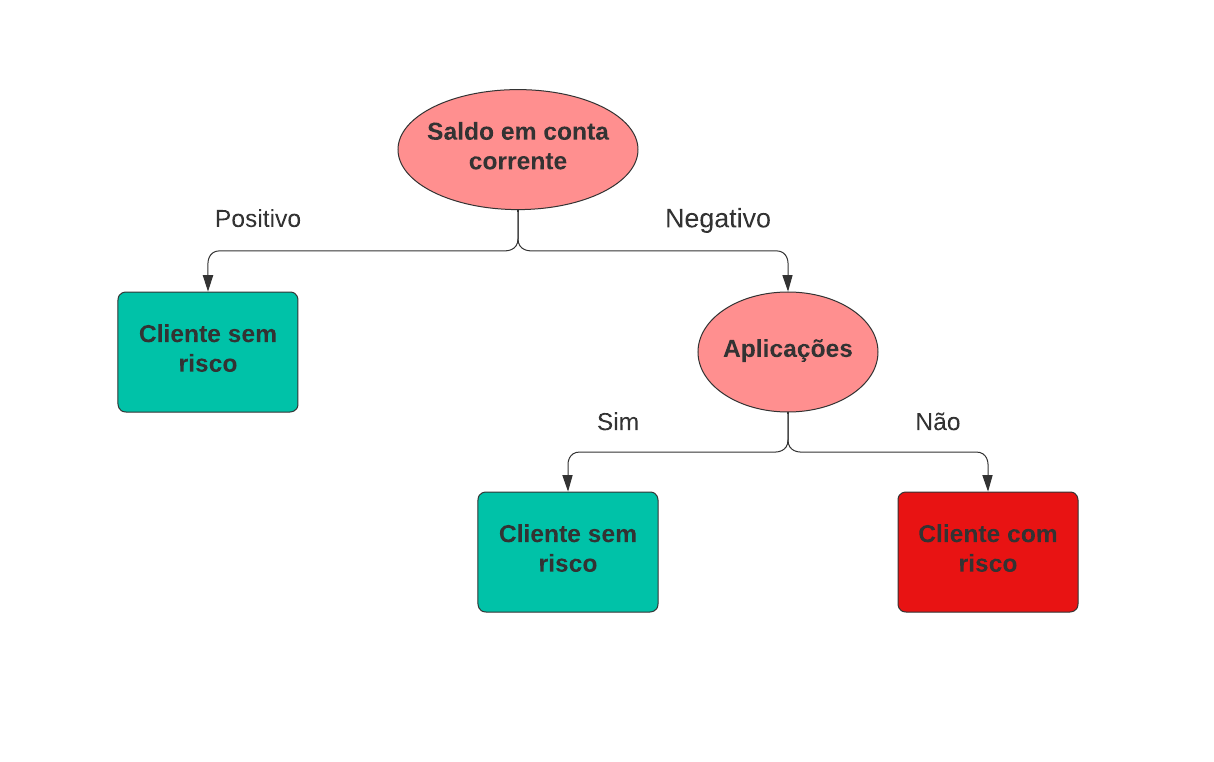 Saldo em conta
corrente
Positivo
Negativo
Cliente sem
risco
Aplicações
Sim
Não
Cliente sem
risco
Cliente com
risco